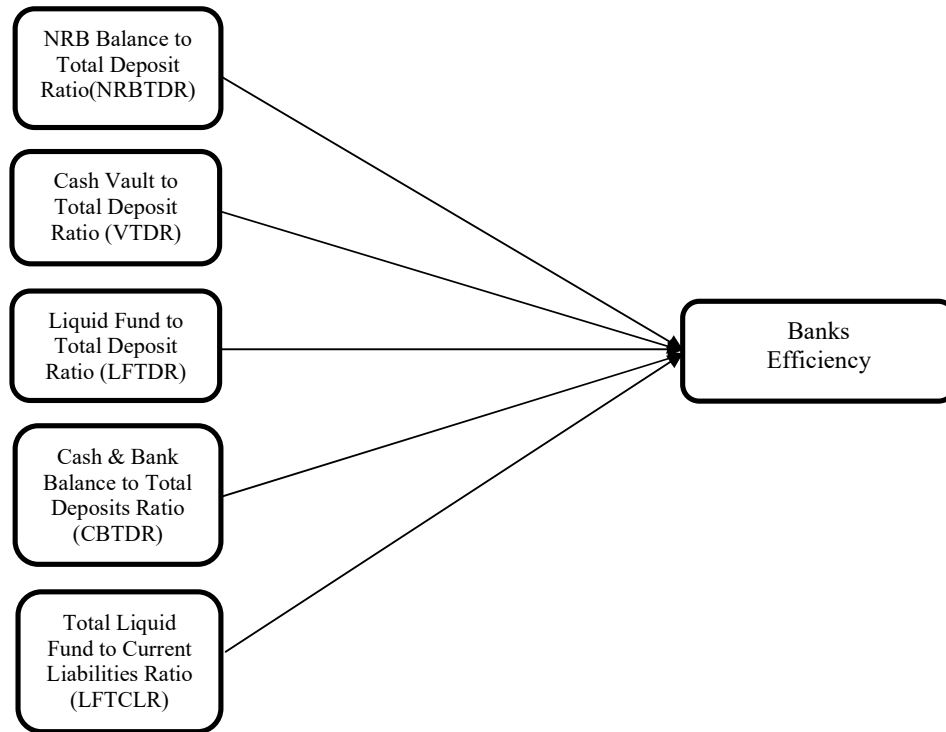 NRB Balance to
Total Deposit
Ratio(NRBTDR)
Cash Vault to
Total Deposit
Ratio (VTDR)
Liquid Fund to
Total Deposit
Ratio (LFTDR)
Banks
Efficiency
Cash & Bank
Balance to Total
Deposits Ratio
(CBTDR)
Total Liquid
Fund to Current
Liabilities Ratio
(LFTCLR)